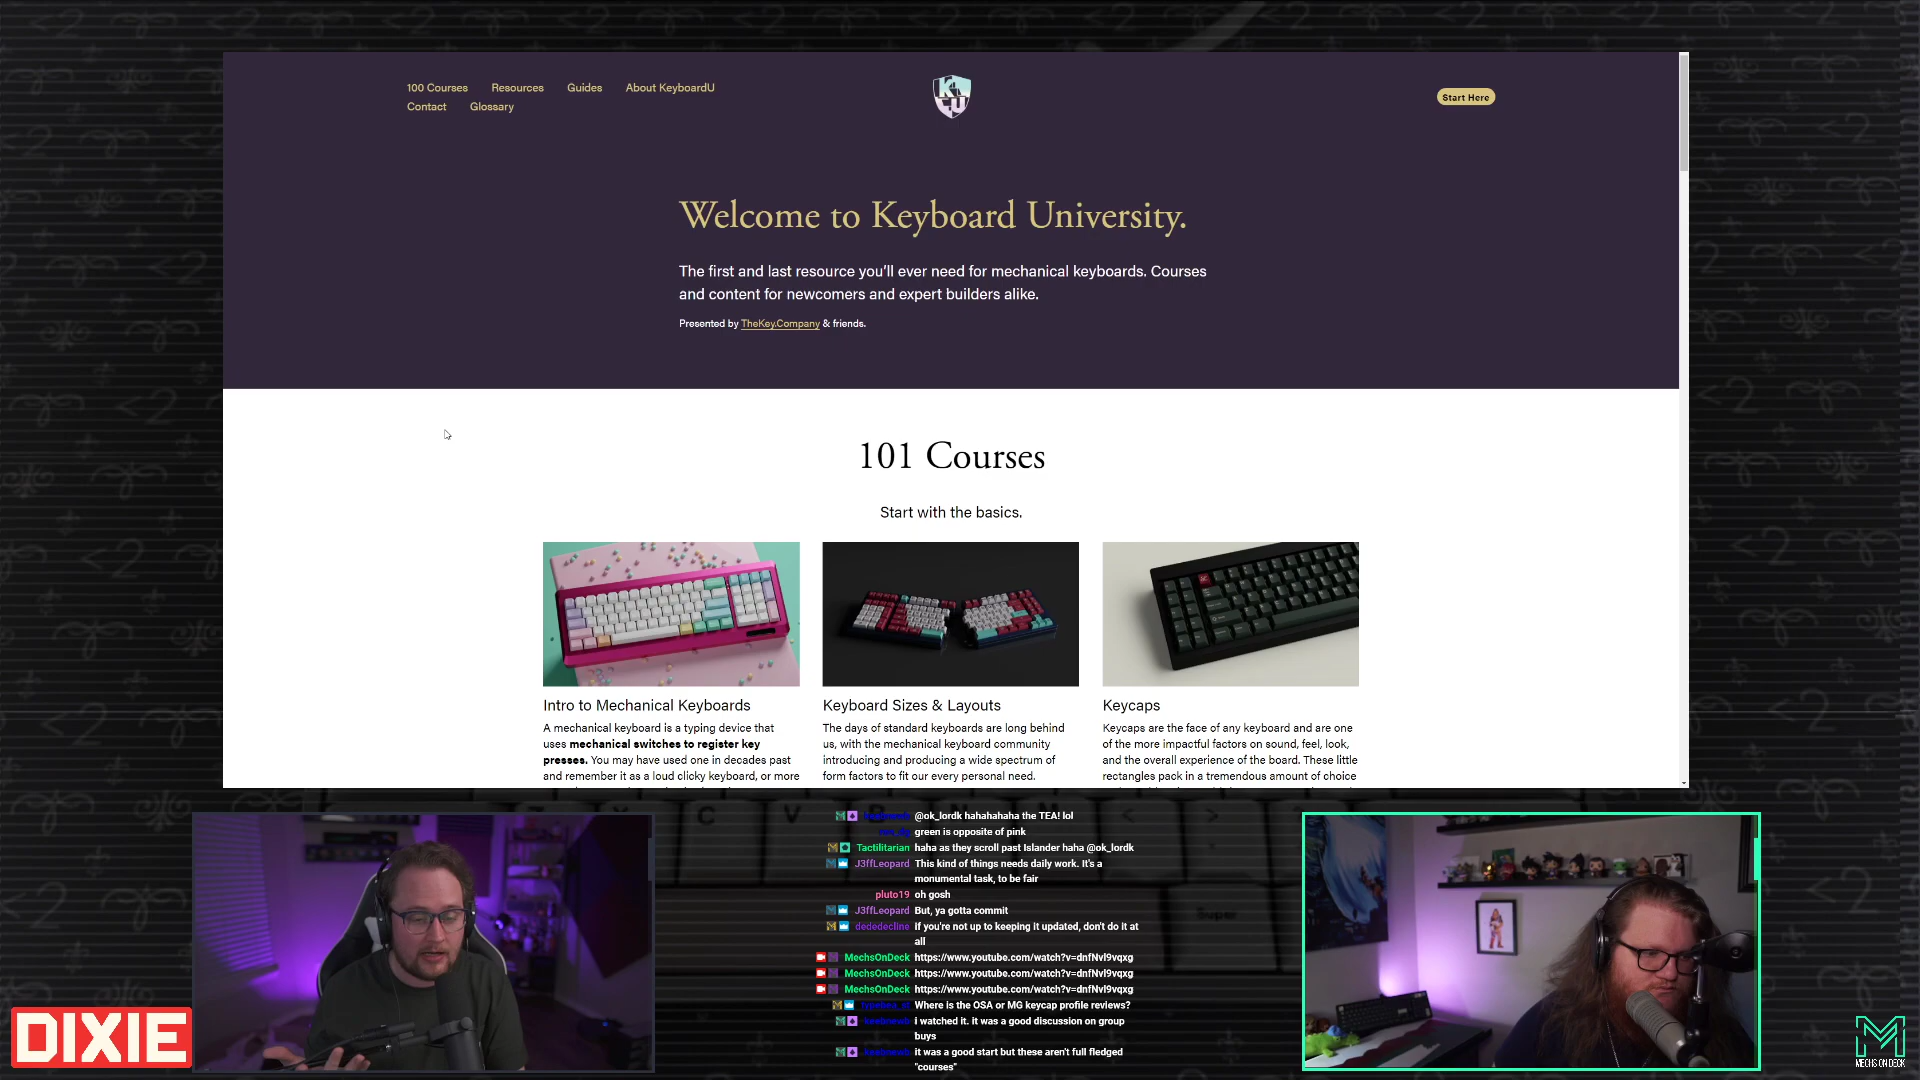 100 Courses Resources Guides About KeyboardU
Contact Glossary
KU
Start Here
Welcome to Keyboard University.
The first and last resource you'll ever need for mechanical keyboards. Courses
and content for newcomers and expert builders alike.
Presented by TheKey.Company & friends.
101 Courses
Start with the basics.
Intro to Mechanical Keyboards
A mechanical keyboard is a typing device that
uses mechanical switches to register key
presses. You may have used one in decades past
and remember it as a loud clicky keyboard, or more
Keyboard Sizes & Layouts
The days of standard keyboards are long behind
us, with the mechanical keyboard community
introducing and producing a wide spectrum of
form factors to fit our every personal need.
Keycaps
Keycaps are the face of any keyboard and are one
of the more impactful factors on sound, feel, look,
and the overall experience of the board. These little
rectangles pack in a tremendous amount of choice
@ok_lordk hahahahaha the TEA! lol
green is opposite of pink
Tactilitarian haha as they scroll past Islander haha @ok_lordk
J3ffLeopard This kind of things needs daily work. It's a
monumental task, to be fair
pluto19 oh gosh
J3ffLeopard But, ya gotta commit
dededecline if you're not up to keeping it updated, don't do it at
all
MechsOnDeck https://www.youtube.com/watch?v=dnfNvl9vqxg
MechsOnDeck https://www.youtube.com/watch?v=dnfNvl9vqxg
MechsOnDeck https://www.youtube.com/watch?v=dnfNvl9vqxg
Where is the OSA or MG keycap profile reviews?
i watched it. it was a good discussion on group
buys
it was a good start but these aren't full fledged
"courses"
DIXIE
MECHS ON DECK
C V < >
Super